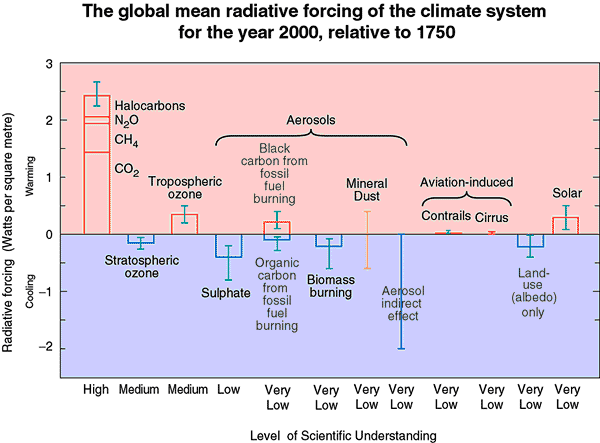 The global mean radiative forcing of the climate system
for the year 2000, relative to 1750
Radiative forcing (Watts per square metre)
Warming
Cooling
3
2
1
0
−1
−2
Halocarbons
N2O
CH4
CO2
Aerosols
Black
carbon from
fossil
fuel
burning
Tropospheric
ozone
Mineral
Dust
Aviation-induced
Contrails Cirrus
Solar
Stratospheric
ozone
Sulphate
Organic
carbon
from
fossil
fuel
burning
Biomass
burning
Aerosol
indirect
effect
Land-
use
(albedo)
only
High Medium Medium Low Very Very Very Very Very Very Very Very
Low Low Low Low Low Low Low Low
Level of Scientific Understanding